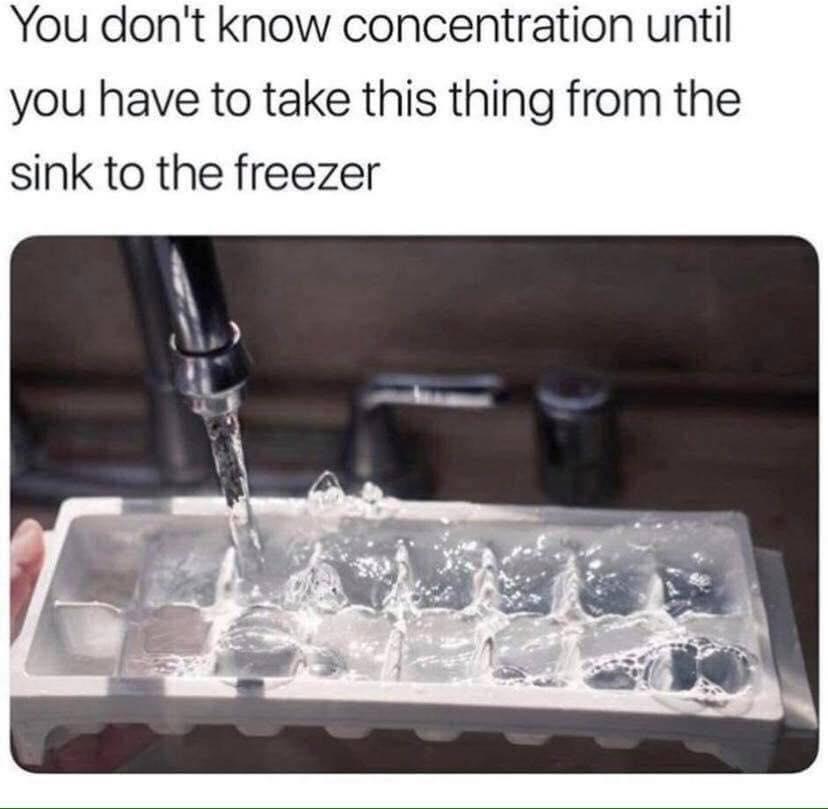 You don't know concentration until
you have to take this thing from the
sink to the freezer